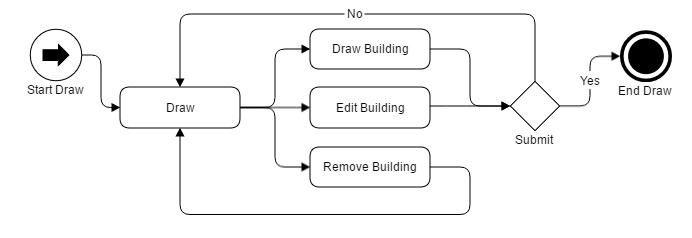 No
Draw Building
Start Draw
Draw
Edit Building
Yes
End Draw
Submit
Remove Building